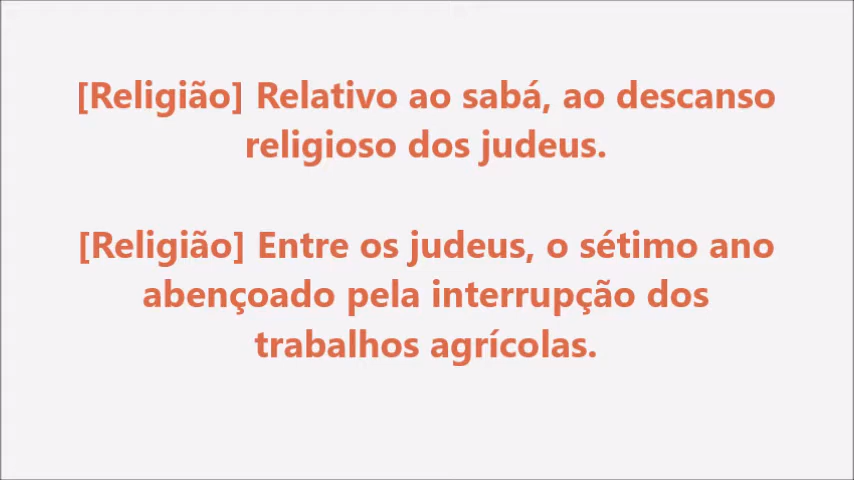 [Religião] Relativo ao sabá, ao descanso
religioso dos judeus.
[Religião] Entre os judeus, o sétimo ano
abençoado pela interrupção dos
trabalhos agrícolas.